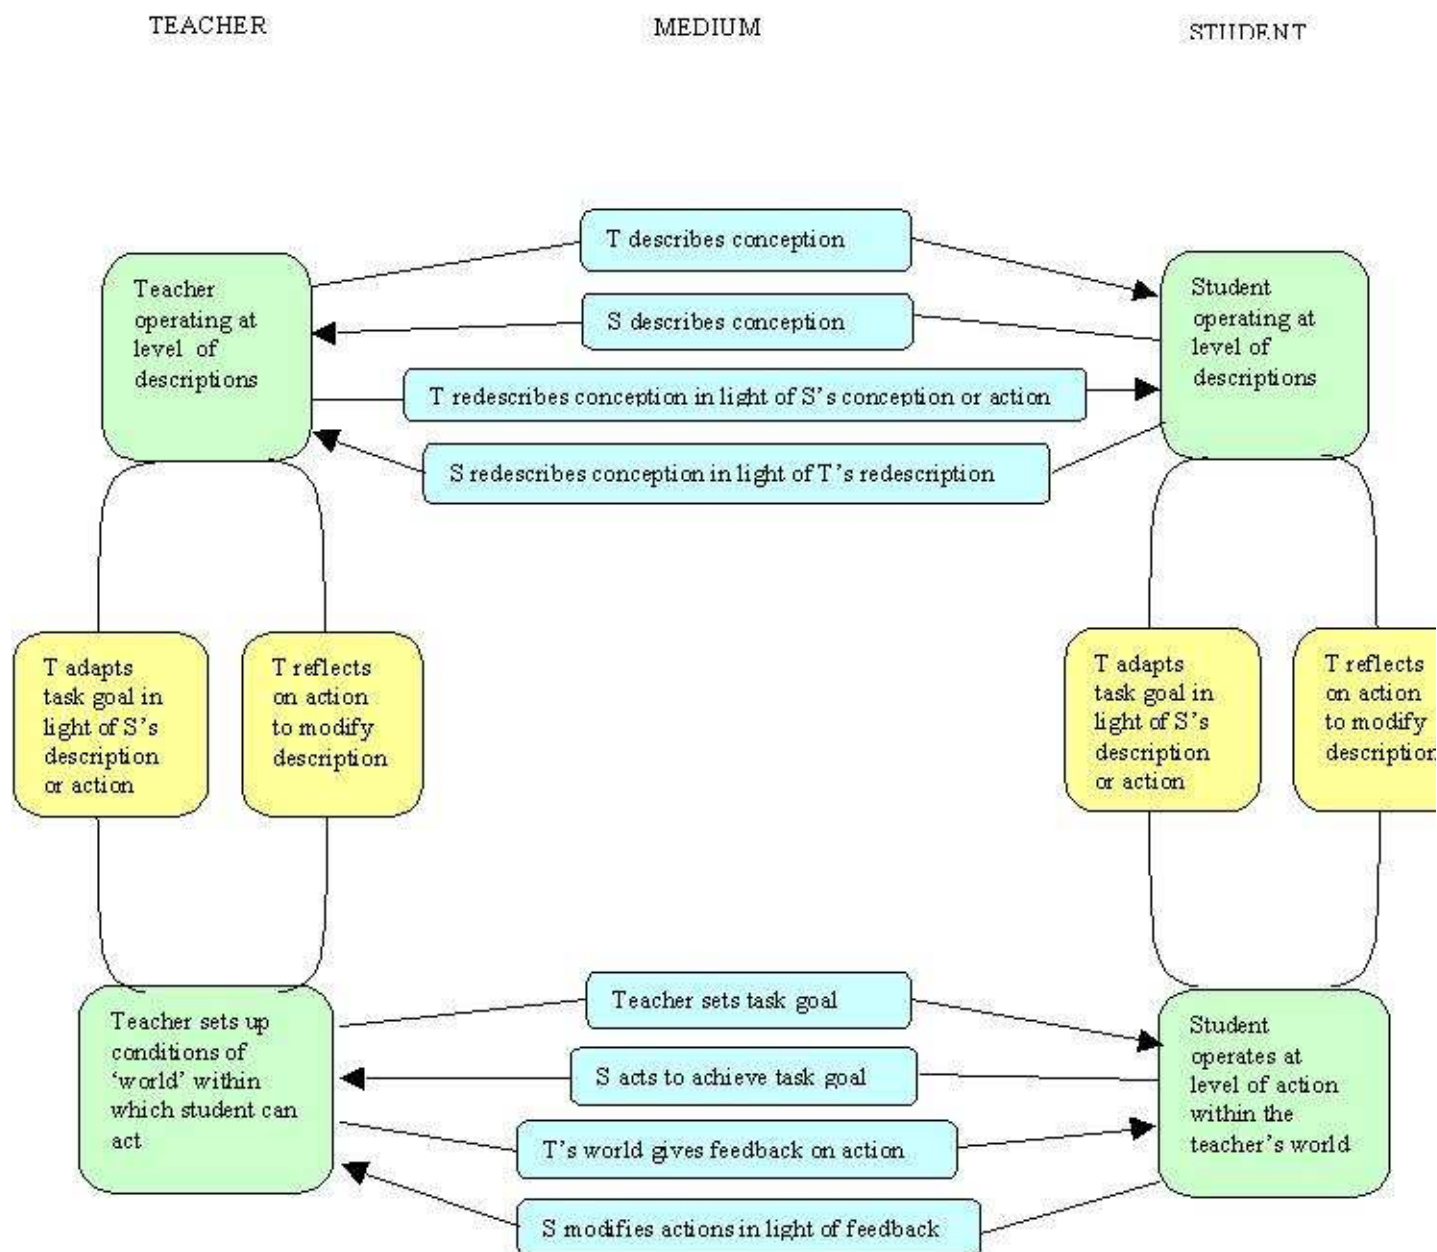 TEACHER
MEDIUM
STUDENT
T describes conception
Teacher
operating at
level of
descriptions
S describes conception
Student
operating at
level of
descriptions
T redescribes conception in light of S's conception or action
S redescribes conception in light of T's redescription
T adapts
task goal in
light of S's
description
or action
T reflects
on action
to modify
description
T adapts
task goal in
light of S's
description
or action
T reflects
on action
to modify
description
Teacher sets up
conditions of
‘world’ within
which student can
act
Teacher sets task goal
S acts to achieve task goal
T's world gives feedback on action
S modifies actions in light of feedback
Student
operates at
level of action
within the
teacher's world